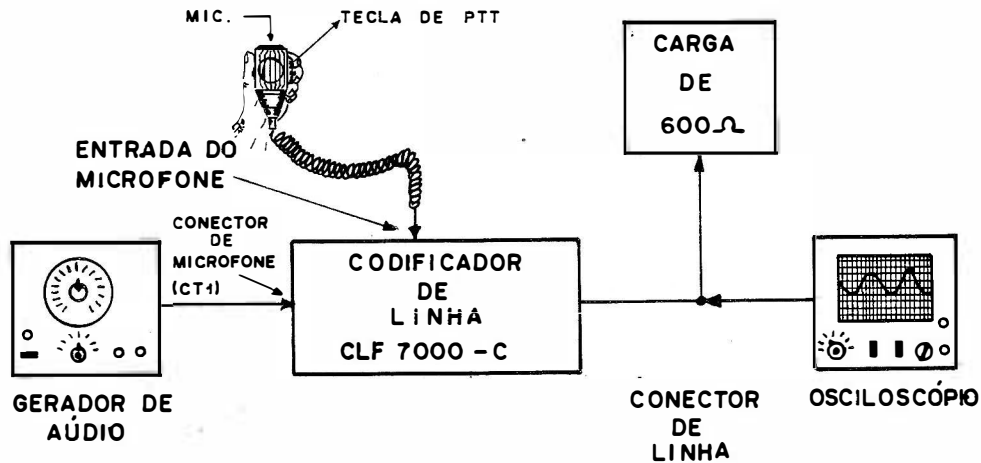 MIC.
TECLA DE PTT
CARGA
DE
600Ω
ENTRADA DO
MICROFONE
CONECTOR
DE
MICROFONE
(CT1)
CODIFICADOR
DE
LINHA
CLF 7000-C
GERADOR DE
AÚDIO
CONECTOR
DE
LINHA
OSCILOSCÓPIO